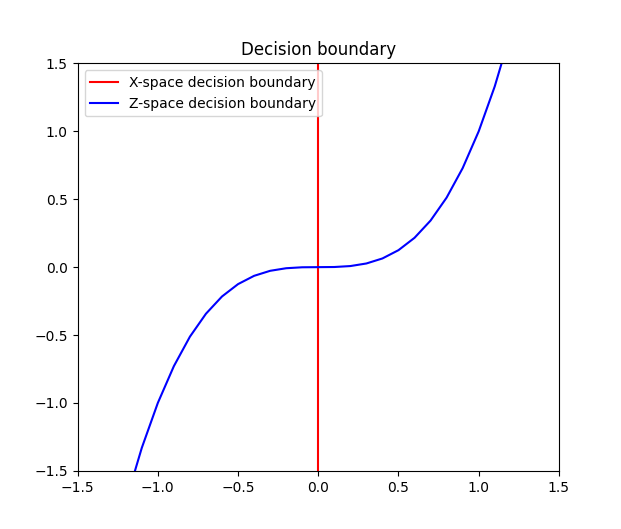 Decision boundary
X-space decision boundary
Z-space decision boundary
1.5
1.0
0.5
0.0
−0.5
−1.0
−1.5
−1.5 −1.0 −0.5 0.0 0.5 1.0 1.5